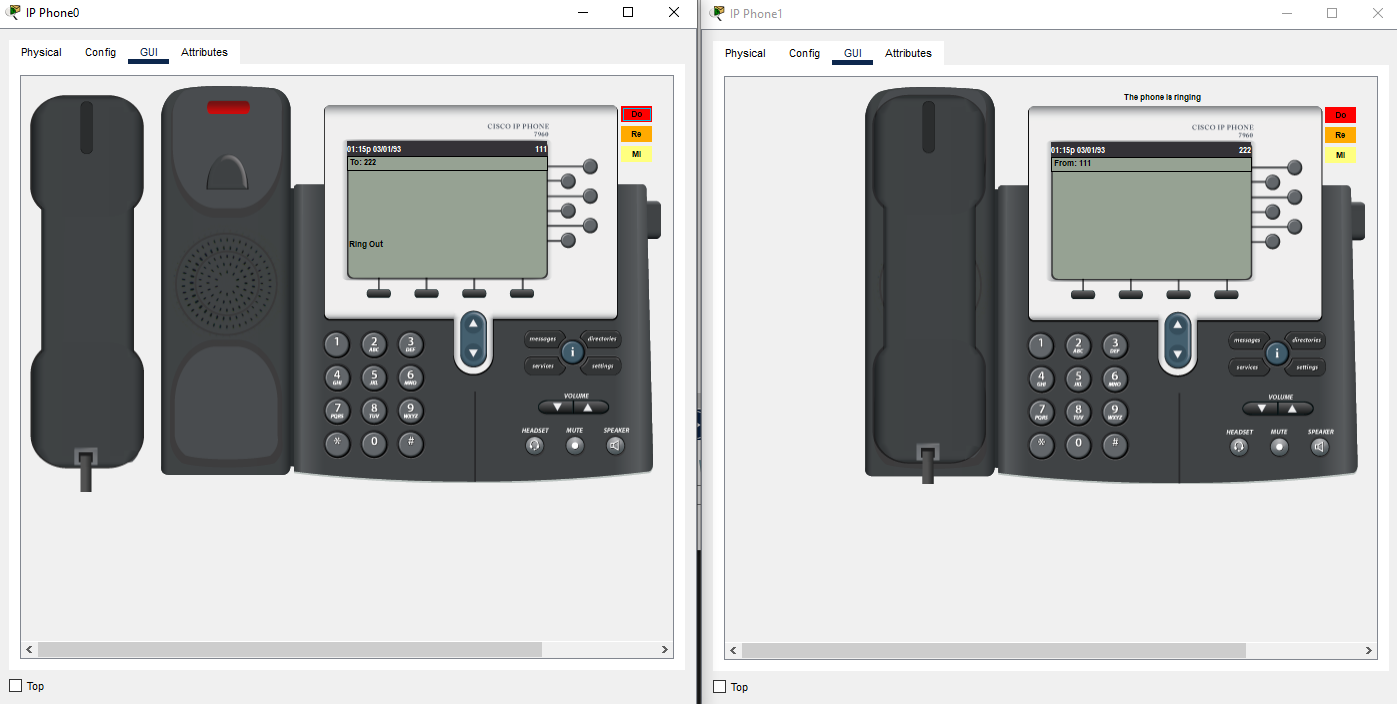 IP Phone0
Physical Config GUI Attributes
CISCO IP PHONE
7960
01:15p 03/01/93 111
To: 222
Ring Out
Do
Re
MI
1 2 ABC 3 DEF
4 GHI 5 JKL 6 MNO
7 PQRS 8 TUV 9 WXYZ
* 0 #
messages directories
i
services settings
VOLUME
HEADSET MUTE SPEAKER
Top
IP Phone1
Physical Config GUI Attributes
The phone is ringing
CISCO IP PHONE
7960
01:15p 03/01/93 222
From: 111
Do
Re
MI
1 2 ABC 3 DEF
4 GHI 5 JKL 6 MNO
7 PQRS 8 TUV 9 WXYZ
* 0 #
messages directories
i
services settings
VOLUME
HEADSET MUTE SPEAKER
Top